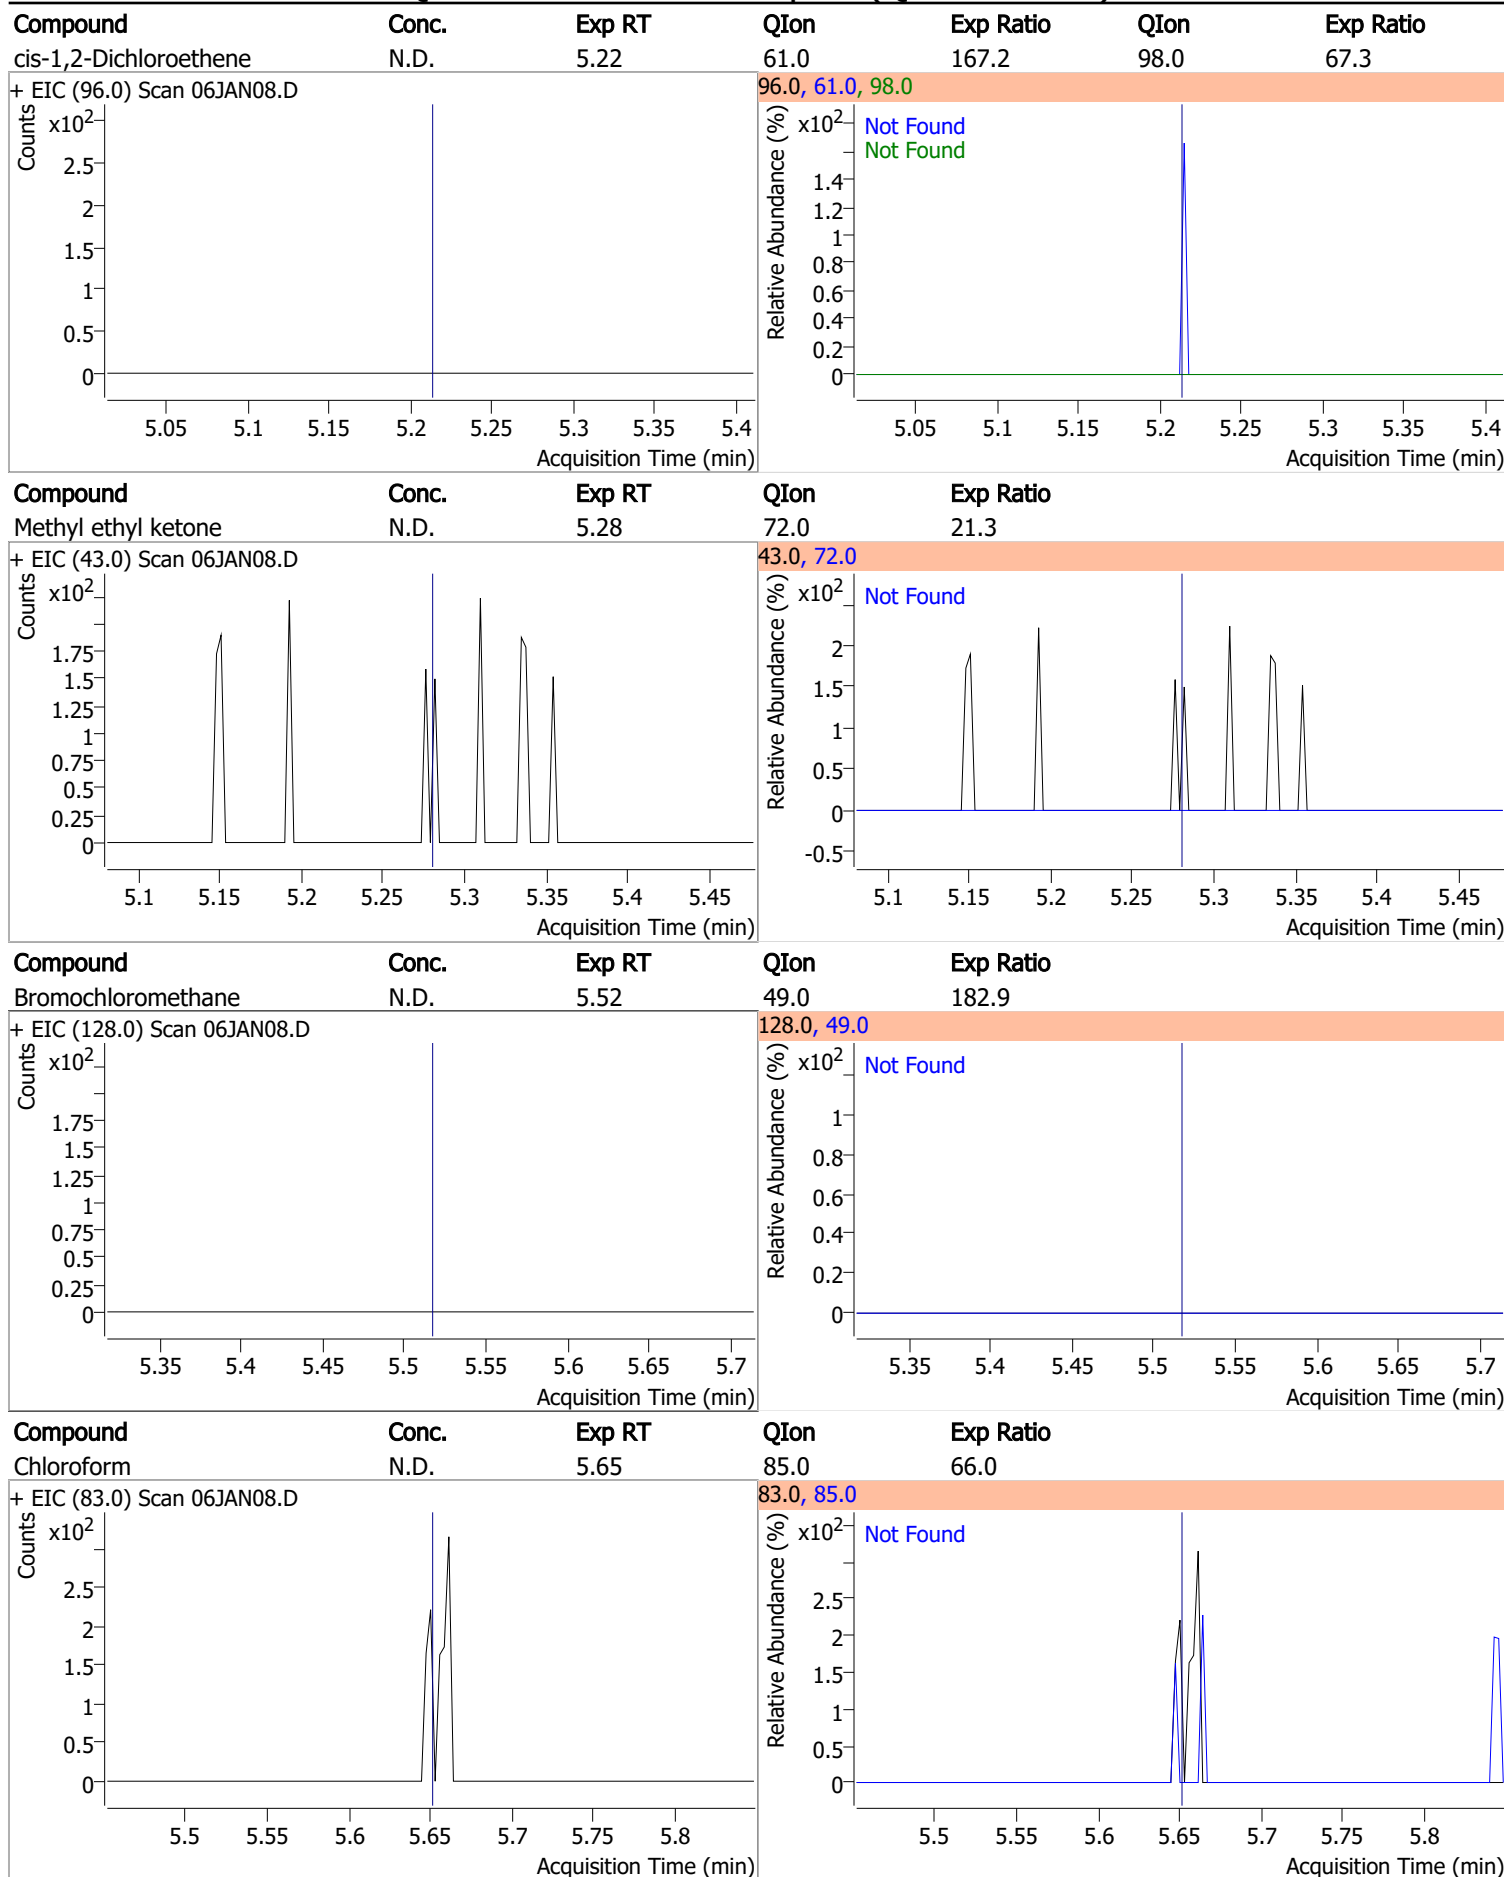 Compound Conc. Exp RT QIon Exp Ratio QIon Exp Ratio
cis-1,2-Dichloroethene N.D. 5.22 61.0 167.2 98.0 67.3
+ EIC (96.0) Scan 06JAN08.D
Counts
x10²
2.5
2
1.5
1
0.5
0
5.05 5.1 5.15 5.2 5.25 5.3 5.35 5.4
Acquisition Time (min)
96.0, 61.0, 98.0
Relative Abundance (%)
x10²
Not Found
Not Found
1.4
1.2
1
0.8
0.6
0.4
0.2
0
5.05 5.1 5.15 5.2 5.25 5.3 5.35 5.4
Acquisition Time (min)
Compound Conc. Exp RT QIon Exp Ratio
Methyl ethyl ketone N.D. 5.28 72.0 21.3
+ EIC (43.0) Scan 06JAN08.D
Counts
x10²
1.75
1.5
1.25
1
0.75
0.5
0.25
0
5.1 5.15 5.2 5.25 5.3 5.35 5.4 5.45
Acquisition Time (min)
43.0, 72.0
Relative Abundance (%)
x10²
Not Found
2
1.5
1
0.5
0
-0.5
5.1 5.15 5.2 5.25 5.3 5.35 5.4 5.45
Acquisition Time (min)
Compound Conc. Exp RT QIon Exp Ratio
Bromochloromethane N.D. 5.52 49.0 182.9
+ EIC (128.0) Scan 06JAN08.D
Counts
x10²
1.75
1.5
1.25
1
0.75
0.5
0.25
0
5.35 5.4 5.45 5.5 5.55 5.6 5.65 5.7
Acquisition Time (min)
128.0, 49.0
Relative Abundance (%)
x10²
Not Found
1
0.8
0.6
0.4
0.2
0
5.35 5.4 5.45 5.5 5.55 5.6 5.65 5.7
Acquisition Time (min)
Compound Conc. Exp RT QIon Exp Ratio
Chloroform N.D. 5.65 85.0 66.0
+ EIC (83.0) Scan 06JAN08.D
Counts
x10²
2.5
2
1.5
1
0.5
0
5.5 5.55 5.6 5.65 5.7 5.75 5.8
Acquisition Time (min)
83.0, 85.0
Relative Abundance (%)
x10²
Not Found
2.5
2
1.5
1
0.5
0
5.5 5.55 5.6 5.65 5.7 5.75 5.8
Acquisition Time (min)